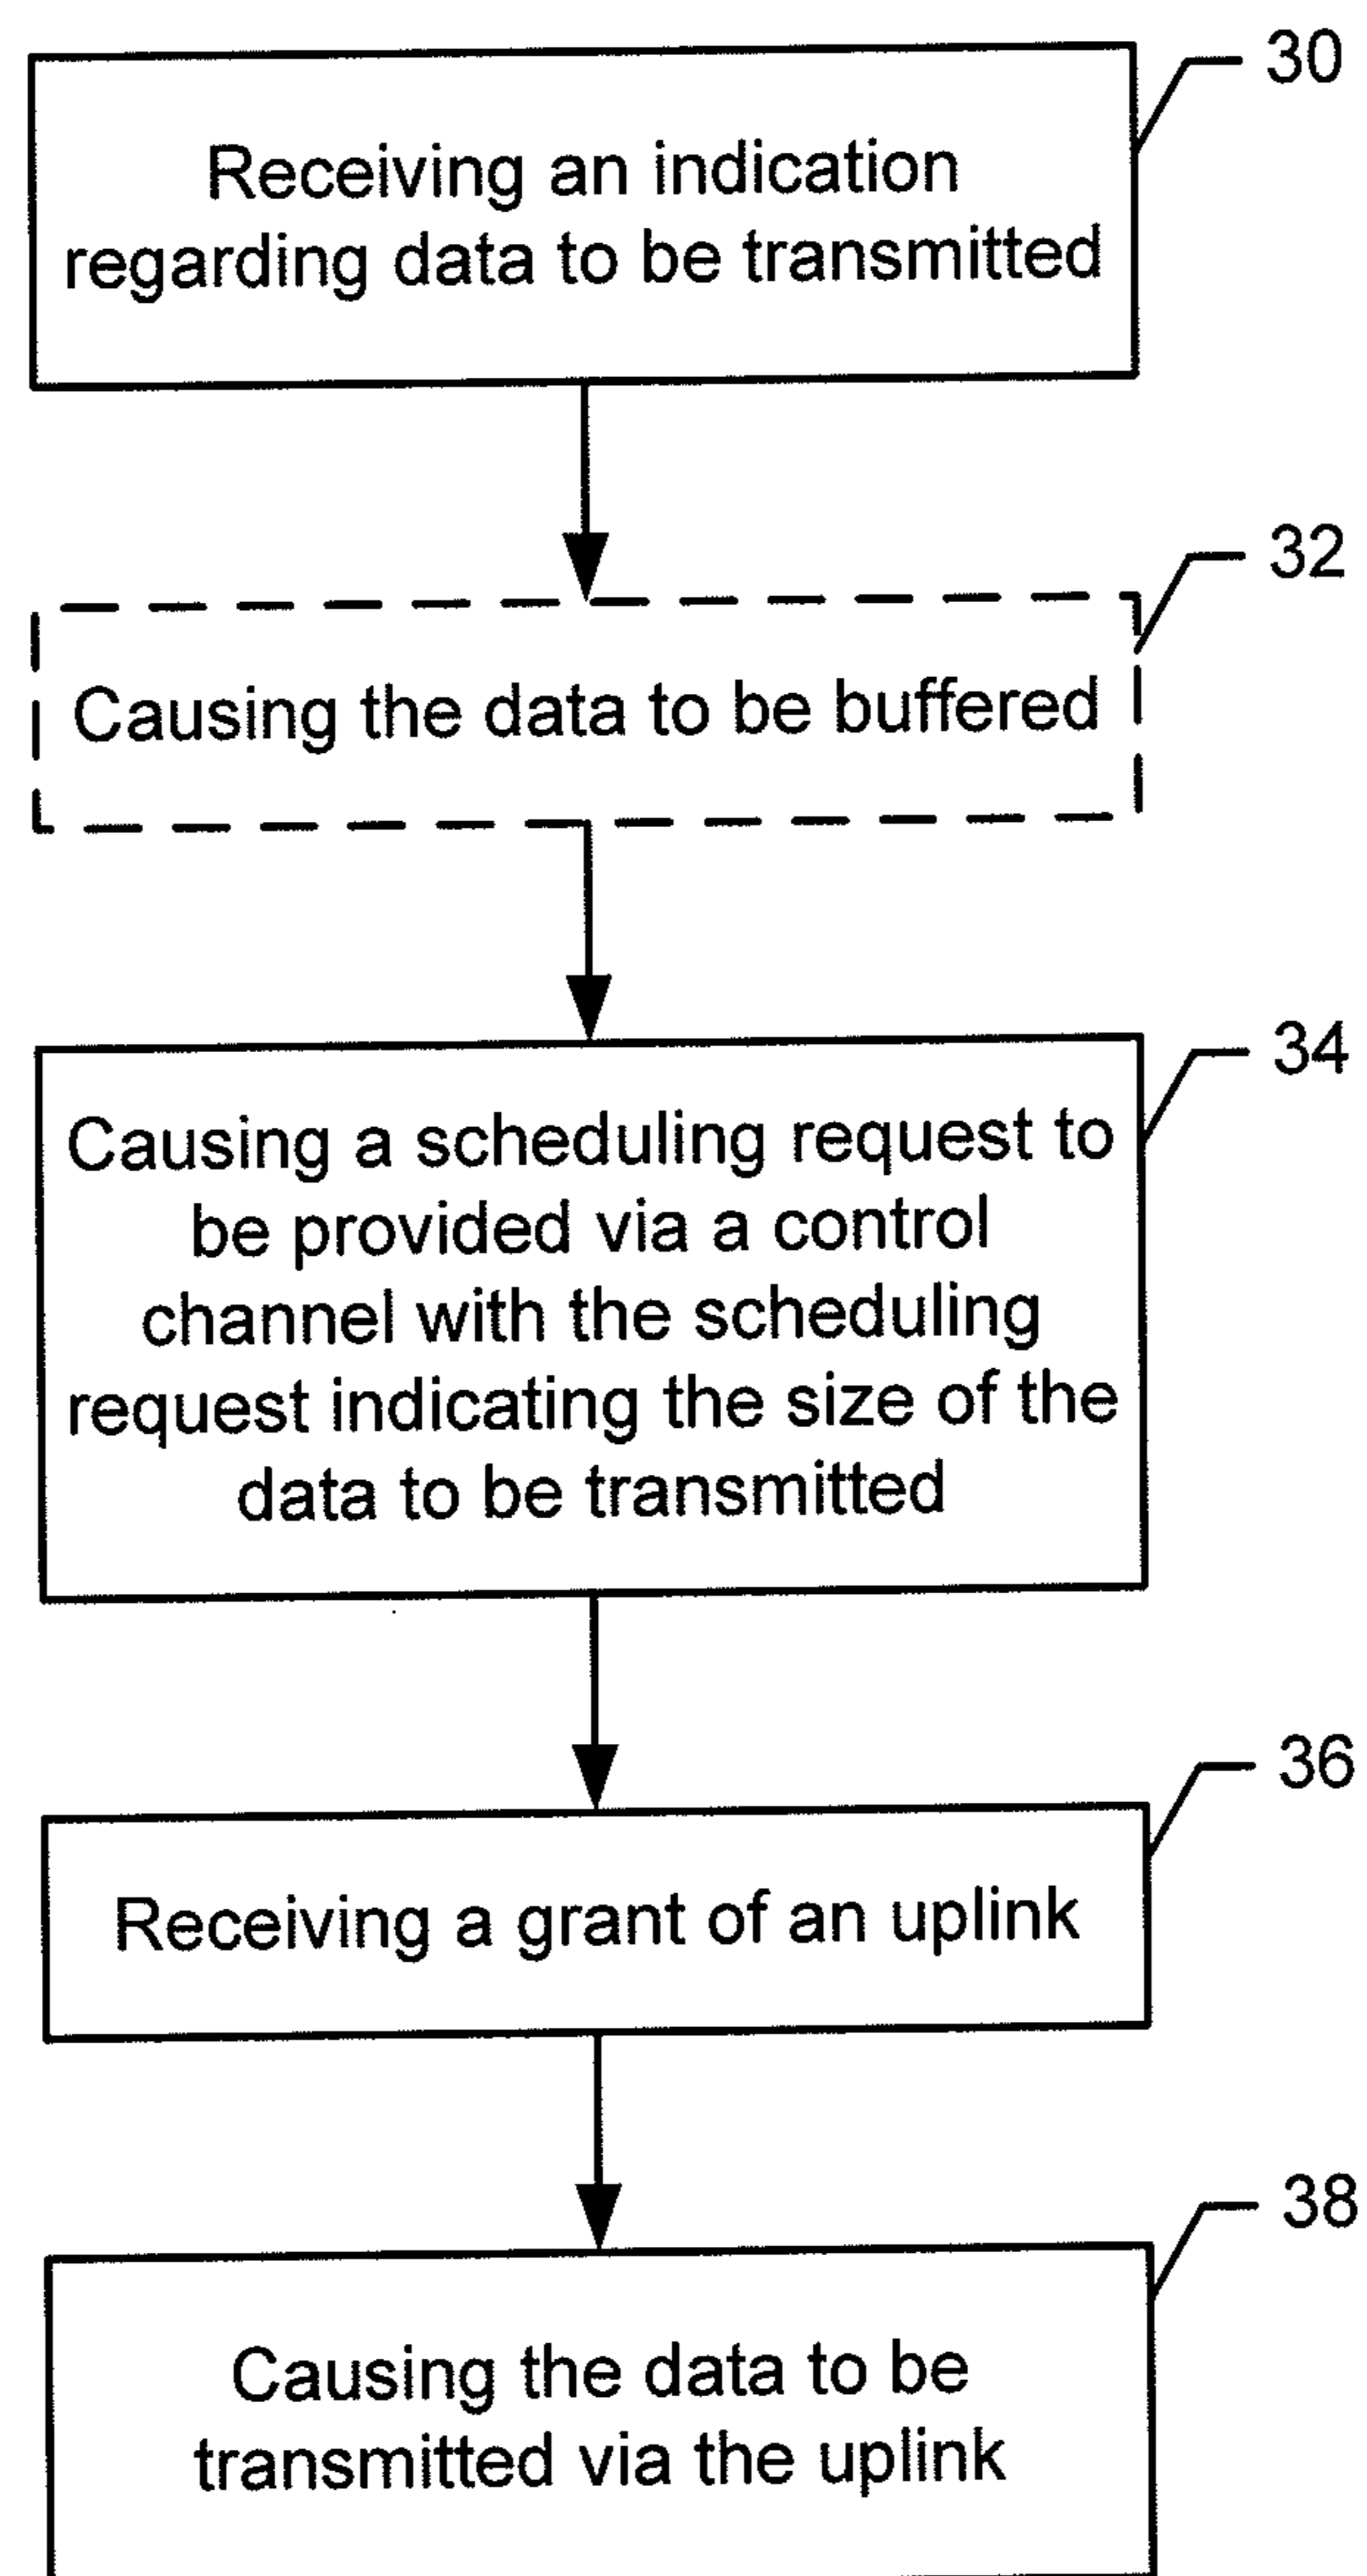 30
Receiving an indication
regarding data to be transmitted
32
Causing the data to be buffered
34
Causing a scheduling request to
be provided via a control
channel with the scheduling
request indicating the size of the
data to be transmitted
36
Receiving a grant of an uplink
38
Causing the data to be
transmitted via the uplink